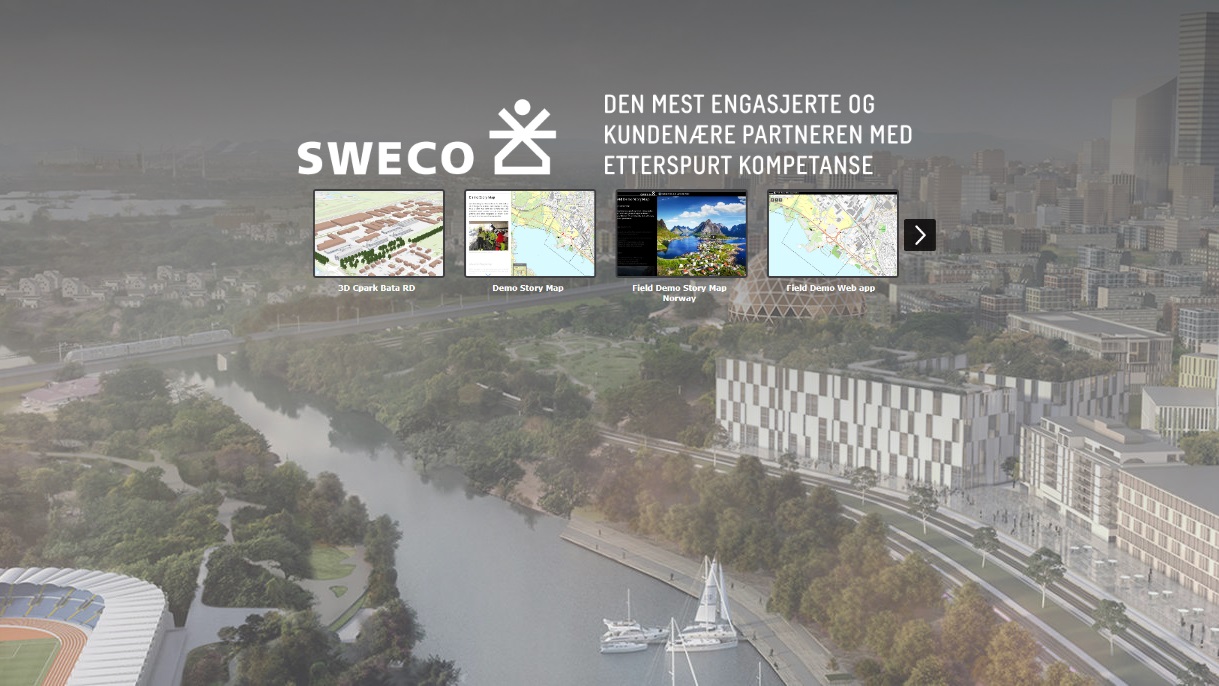 SWECO
DEN MEST ENGASJERTE OG
KUNDENÆRE PARTNEREN MED
ETTERSPURT KOMPETANSE
3D Cpark Bata RD
Demo Story Map
Field Demo Story Map
Norway
Field Demo Web app